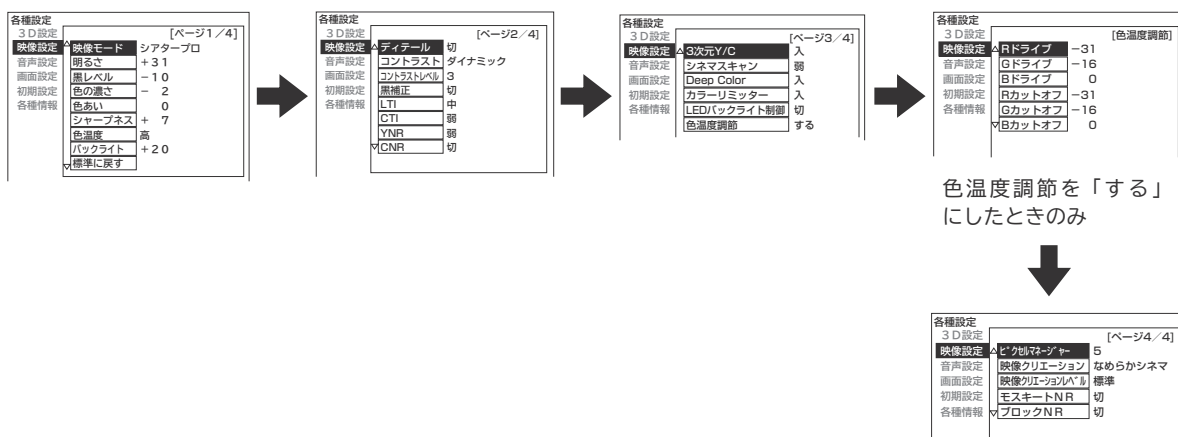 各種設定
3D設定 [ページ1/4]
映像設定 映像モード シアタープロ
音声設定 明るさ +31
画面設定 黒レベル −10
初期設定 色の濃さ − 2
各種情報 色あい 0
シャープネス + 7
色温度 高
バックライト +20
標準に戻す
各種設定
3D設定 [ページ2/4]
映像設定 ディテール 切
音声設定 コントラスト ダイナミック
画面設定 コントラストレベル 3
初期設定 黒補正 切
各種情報 LTI 中
CTI 弱
YNR 弱
CNR 切
各種設定
3D設定 [ページ3/4]
映像設定 3次元Y/C 入
音声設定 シネマスキャン 弱
画面設定 Deep Color 入
初期設定 カラーリミッター 入
各種情報 LEDバックライト制御 切
色温度調節 する
各種設定
3D設定 [色温度調節]
映像設定 Rドライブ −31
音声設定 Gドライブ −16
画面設定 Bドライブ 0
初期設定 Rカットオフ −31
各種情報 Gカットオフ −16
Bカットオフ 0
色温度調節を「する」
にしたときのみ
各種設定
3D設定 [ページ4/4]
映像設定 ピクセルマネージャー 5
音声設定 映像クリエーション なめらかシネマ
画面設定 映像クリエーションレベル 標準
初期設定 モスキートNR 切
各種情報 ブロックNR 切